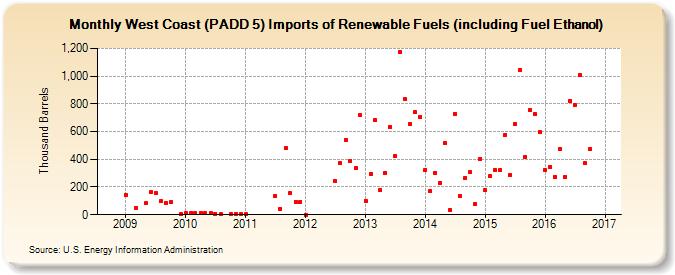 Monthly West Coast (PADD 5) Imports of Renewable Fuels (including Fuel Ethanol)
Thousand Barrels
1,200
1,000
800
600
400
200
0
2009 2010 2011 2012 2013 2014 2015 2016 2017
Source: U.S. Energy Information Administration